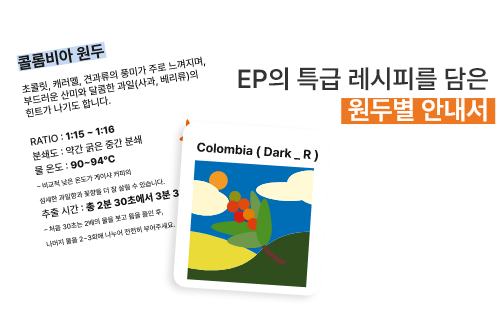 콜롬비아 원두
초콜릿, 캐러멜, 견과류의 풍미가 주로 느껴지며,
부드러운 산미와 달콤한 과일(사과, 베리류)의
힌트가 나기도 합니다.
RATIO : 1:15 ~ 1:16
분쇄도 : 약간 굵은 중간 분쇄
물 온도 : 90~94°C
~ 비교적 낮은 온도가 게이샤 커피의
섬세한 과일향과 꽃향을 더 잘 살릴 수 있습니다.
추출 시간 : 총 2분 30초에서 3분 3
~ 처음 30초는 2배의 물을 붓고 뜸을 들인 후,
나머지 물을 2~3회에 나누어 천천히 부어주세요.
EP의 특급 레시피를 담은
원두별 안내서
Colombia ( Dark _ R )